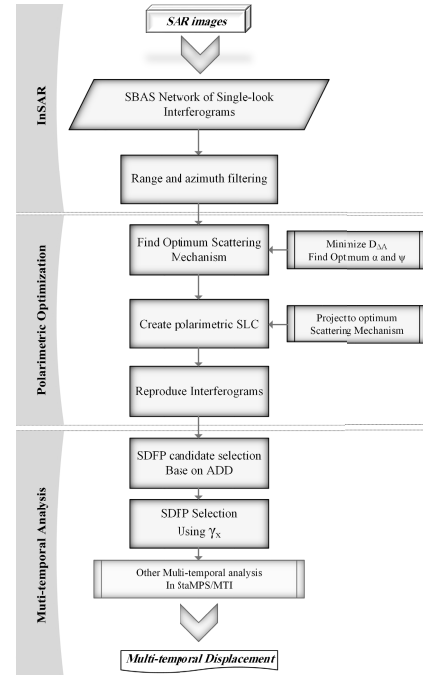 SAR images
InSAR
SBAS Network of Single-look
Interferograms
Range and azimuth filtering
Polarimetric Optimization
Find Optimum Scattering
Mechanism
Minimize DΔA
Find Optmum α and ψ
Create polarimetric SLC
Project to optimum
Scattering Mechanism
Reproduce Interferograms
Muti-temporal Analysis
SDFP candidate selection
Base on ADD
SDFP Selection
Using γx
Other Multi-temporal analysis
In StaMPS/MTI
Multi-temporal Displacement